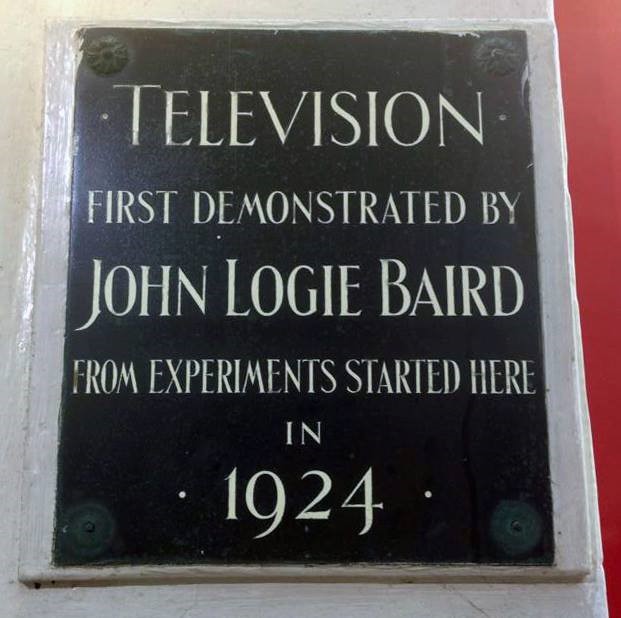 TELEVISION
FIRST DEMONSTRATED BY
JOHN LOGIE BAIRD
FROM EXPERIMENTS STARTED HERE
IN
· 1924 ·